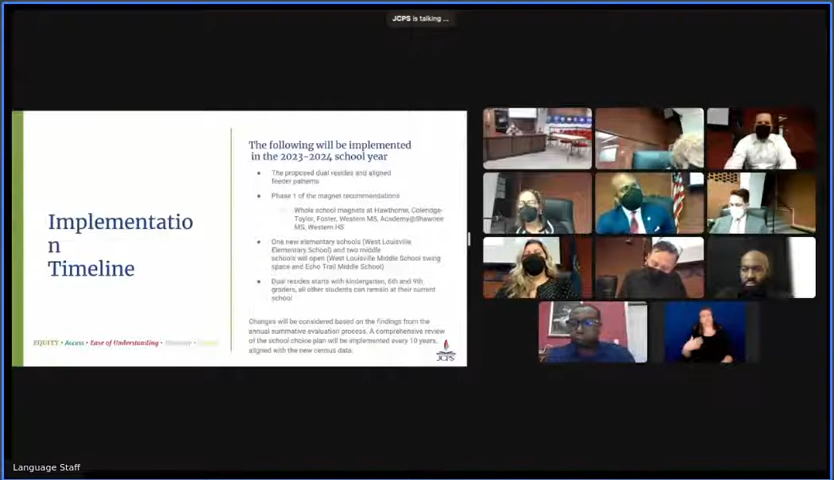 JCPS is talking ...
Implementatio
n
Timeline
The following will be implemented
in the 2023-2024 school year
The proposed dual resides and aligned
feeder patterns
Phase 1 of the magnet recommendations
Whole school magnets at Hawthorne, Coleridge-
Taylor, Foster, Western MS, Academy@Shawnee
MS, Western HS
One new elementary schools (West Louisville
Elementary School) and two middle
schools will open (West Louisville Middle School swing
space and Echo Trail Middle School)
Dual resides starts with kindergarten, 6th and 9th
graders, all other students can remain at their current
school
Changes will be considered based on the findings from the
annual summative evaluation process. A comprehensive review
of the school choice plan will be implemented every 10 years,
aligned with the new census data.
EQUITY • Access • Ease of Understanding •
JCPS
Language Staff